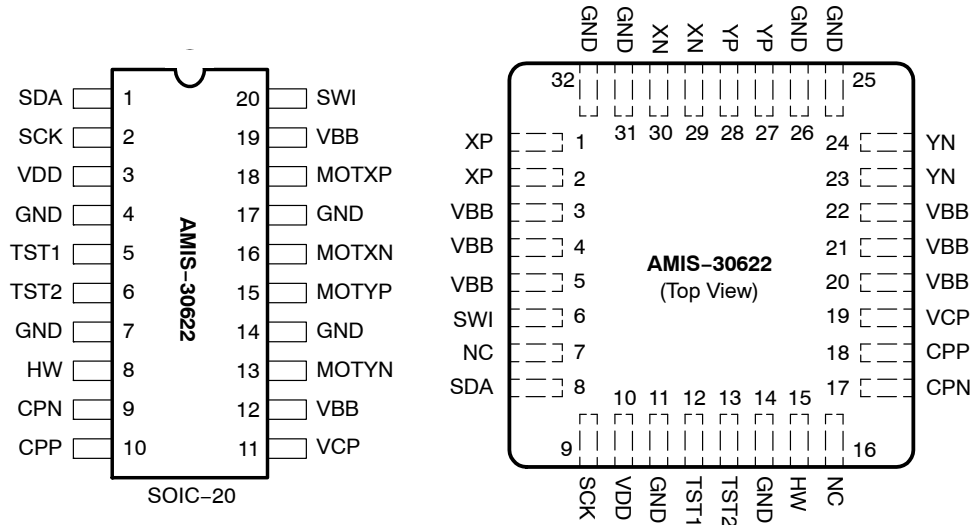 SDA 1 20 SWI
SCK 2 19 VBB
VDD 3 18 MOTXP
GND 4 17 GND
TST1 5 16 MOTXN
TST2 6 15 MOTYP
GND 7 14 GND
HW 8 13 MOTYN
CPN 9 12 VBB
CPP 10 11 VCP
AMIS−30622
SOIC−20
GND GND XN XN YP YP GND GND
32 25
31 30 29 28 27 26
XP 1 24 YN
XP 2 23 YN
VBB 3 22 VBB
VBB 4 21 VBB
VBB 5 20 VBB
SWI 6 19 VCP
NC 7 18 CPP
SDA 8 17 CPN
AMIS−30622
(Top View)
10 11 12 13 14 15
9 16
SCK VDD GND TST1 TST2 GND HW NC